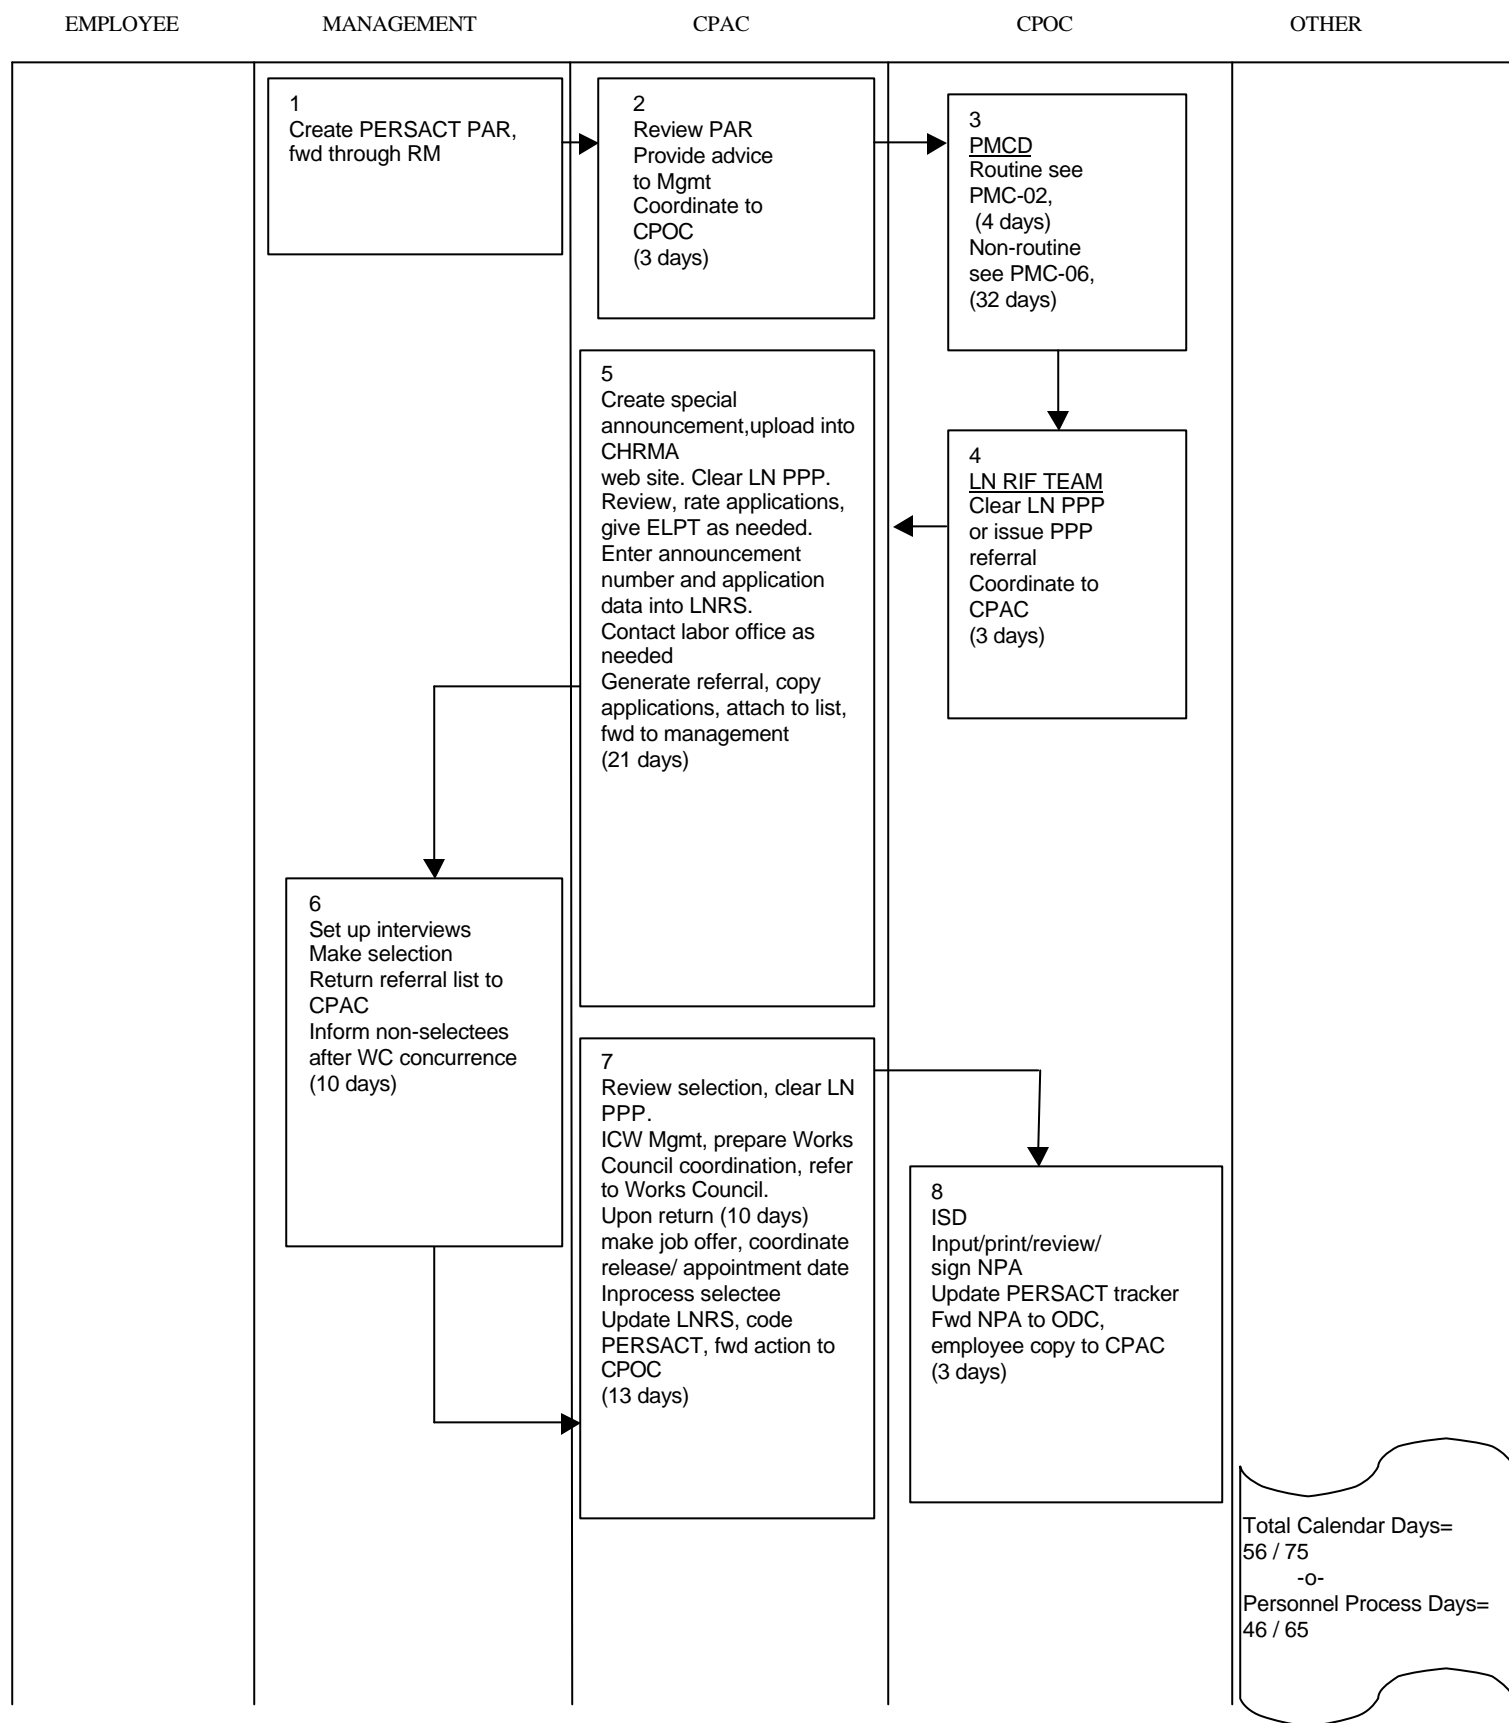 EMPLOYEE
MANAGEMENT
CPAC
CPOC
OTHER
1
Create PERSACT PAR,
fwd through RM
2
Review PAR
Provide advice
to Mgmt
Coordinate to
CPOC
(3 days)
3
PMCD
Routine see
PMC-02,
(4 days)
Non-routine
see PMC-06,
(32 days)
4
LN RIF TEAM
Clear LN PPP
or issue PPP
referral
Coordinate to
CPAC
(3 days)
5
Create special
announcement,upload into
CHRMA
web site. Clear LN PPP.
Review, rate applications,
give ELPT as needed.
Enter announcement
number and application
data into LNRS.
Contact labor office as
needed
Generate referral, copy
applications, attach to list,
fwd to management
(21 days)
6
Set up interviews
Make selection
Return referral list to
CPAC
Inform non-selectees
after WC concurrence
(10 days)
7
Review selection, clear LN
PPP.
ICW Mgmt, prepare Works
Council coordination, refer
to Works Council.
Upon return (10 days)
make job offer, coordinate
release/ appointment date
Inprocess selectee
Update LNRS, code
PERSACT, fwd action to
CPOC
(13 days)
8
ISD
Input/print/review/
sign NPA
Update PERSACT tracker
Fwd NPA to ODC,
employee copy to CPAC
(3 days)
Total Calendar Days=
56 / 75
-o-
Personnel Process Days=
46 / 65